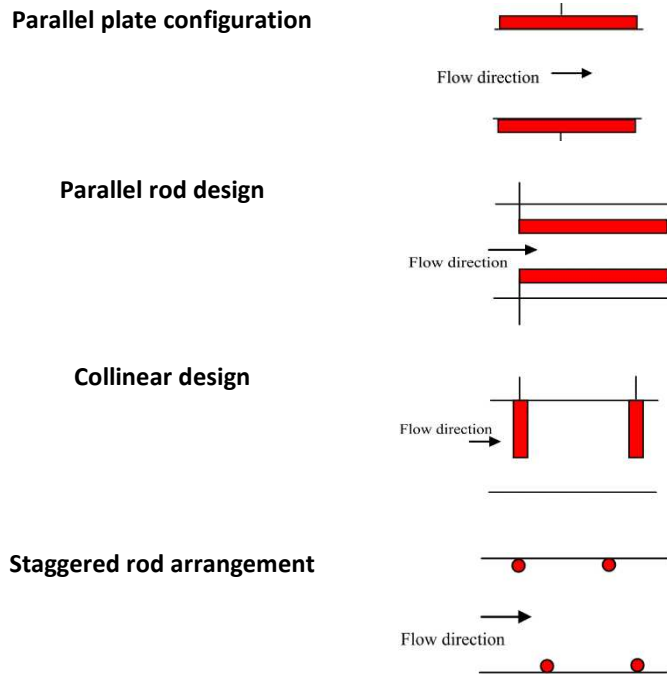 Parallel plate configuration
Flow direction
Parallel rod design
Flow direction
Collinear design
Flow direction
Staggered rod arrangement
Flow direction